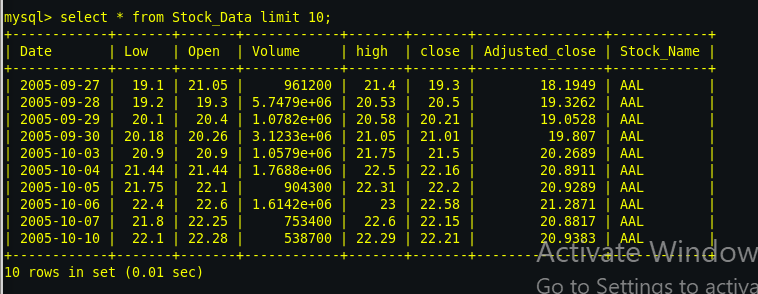 mysql> select * from Stock_Data limit 10;
+------------+-------+-------+------------+-------+-------+----------------+------------+
| Date       | Low   | Open  | Volume     | high  | close | Adjusted_close | Stock_Name |
+------------+-------+-------+------------+-------+-------+----------------+------------+
| 2005-09-27 |  19.1 | 21.05 |     961200 |  21.4 |  19.3 |        18.1949 | AAL        |
| 2005-09-28 |  19.2 |  19.3 | 5.7479e+06 | 20.53 |  20.5 |        19.3262 | AAL        |
| 2005-09-29 |  20.1 |  20.4 | 1.0782e+06 | 20.58 | 20.21 |        19.0528 | AAL        |
| 2005-09-30 | 20.18 | 20.26 | 3.1233e+06 | 21.05 | 21.01 |         19.807 | AAL        |
| 2005-10-03 |  20.9 |  20.9 | 1.0579e+06 | 21.75 |  21.5 |        20.2689 | AAL        |
| 2005-10-04 | 21.44 | 21.44 | 1.7688e+06 |  22.5 | 22.16 |        20.8911 | AAL        |
| 2005-10-05 | 21.75 |  22.1 |     904300 | 22.31 |  22.2 |        20.9289 | AAL        |
| 2005-10-06 |  22.4 |  22.6 | 1.6142e+06 |    23 | 22.58 |        21.2871 | AAL        |
| 2005-10-07 |  21.8 | 22.25 |     753400 |  22.6 | 22.15 |        20.8817 | AAL        |
| 2005-10-10 |  22.1 | 22.28 |     538700 | 22.29 | 22.21 |        20.9383 | AAL        |
+------------+-------+-------+------------+-------+-------+----------------+------------+
Activate Window
10 rows in set (0.01 sec)
Go to Settings to activa